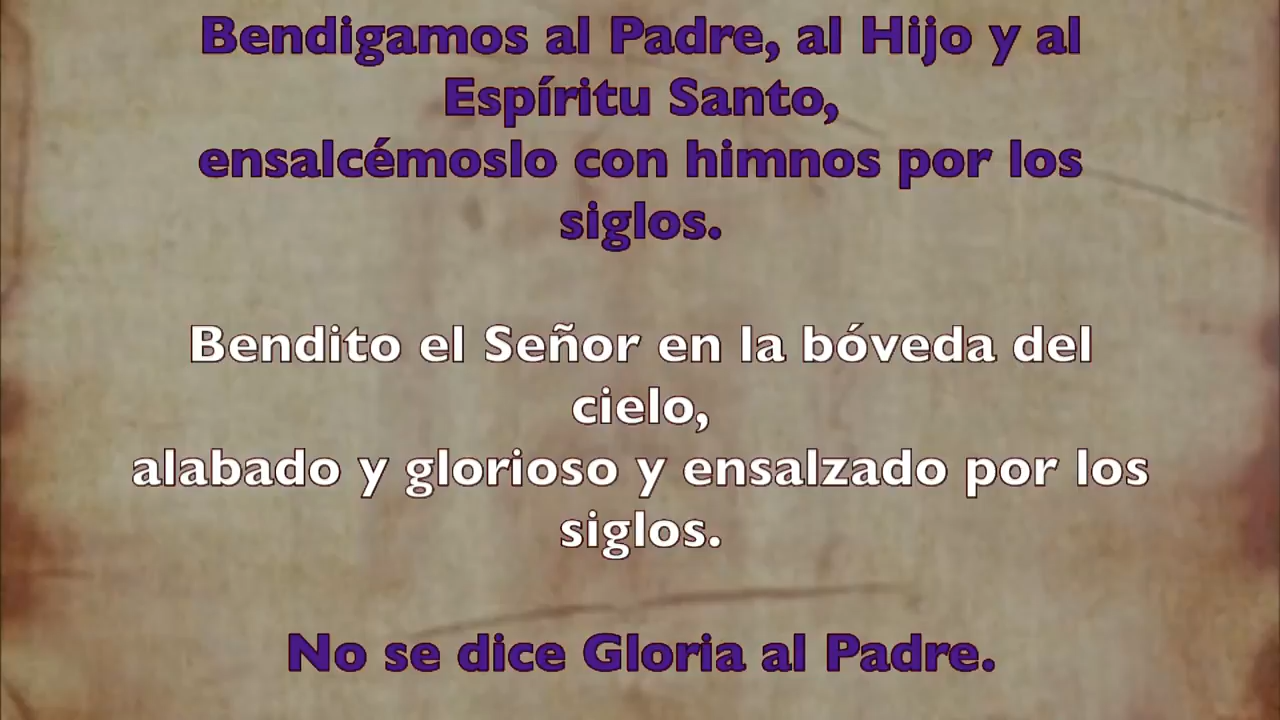 Bendigamos al Padre, al Hijo y al
Espíritu Santo,
ensalcémoslo con himnos por los
siglos.
Bendito el Señor en la bóveda del
cielo,
alabado y glorioso y ensalzado por los
siglos.
No se dice Gloria al Padre.